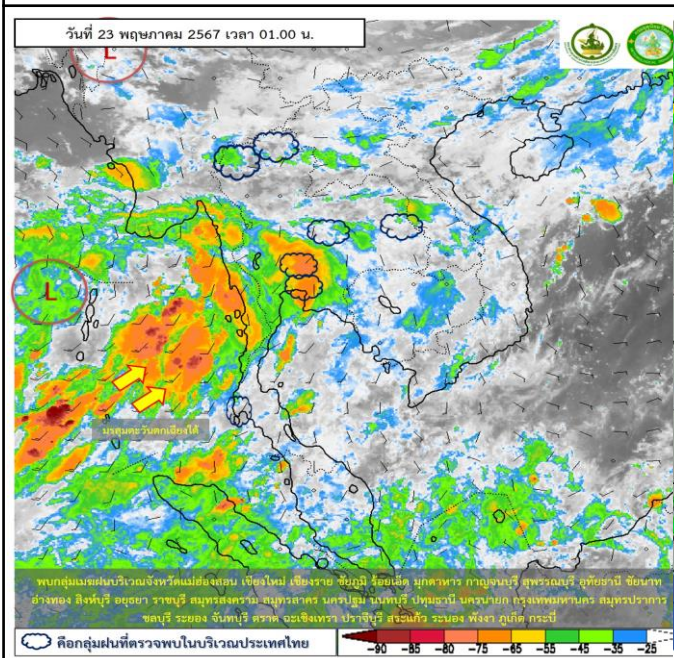 วันที่ 23 พฤษภาคม 2567 เวลา 01.00 น.
L
L
มรสุมตะวันตกเฉียงใต้
พบกลุ่มเมฆฝนบริเวณจังหวัดแม่ฮ่องสอน เชียงใหม่ เชียงราย ชัยภูมิ ร้อยเอ็ด มุกดาหาร กาญจนบุรี สุพรรณบุรี อุทัยธานี ชัยนาท
อ่างทอง สิงห์บุรี อยุธยา ราชบุรี สมุทรสงคราม สมุทรสาคร นครปฐม นนทบุรี ปทุมธานี นครนายก กรุงเทพมหานคร สมุทรปราการ
ชลบุรี ระยอง จันทบุรี ตราด ฉะเชิงเทรา ปราจีนบุรี สระแก้ว ระนอง พังงา ภูเก็ต กระบี่
คือกลุ่มฝนที่ตรวจพบในบริเวณประเทศไทย
-90 -85 -80 -75 -65 -55 -45 -35 -25